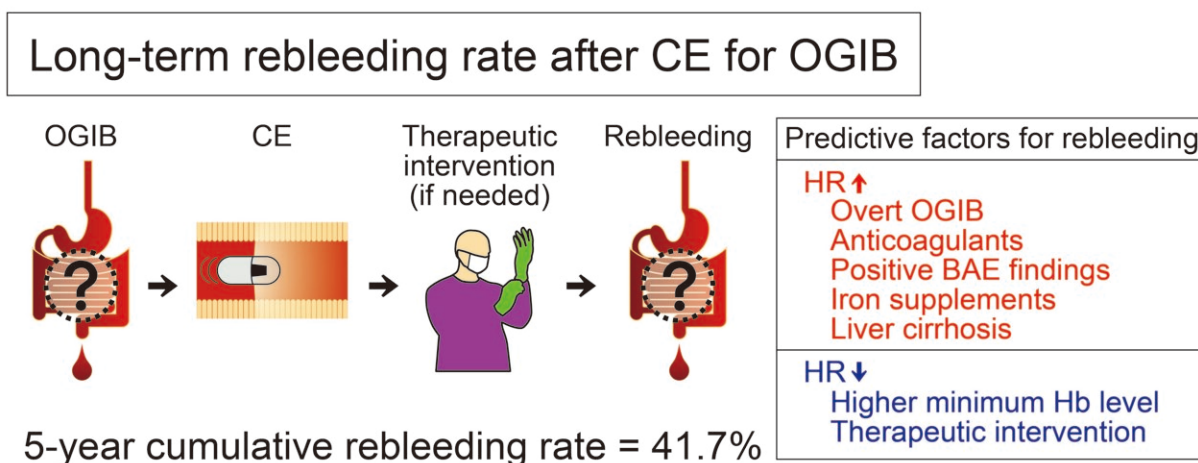 Long-term rebleeding rate after CE for OGIB
OGIB
CE
Therapeutic
intervention
(if needed)
Rebleeding
?
?
5-year cumulative rebleeding rate = 41.7%
Predictive factors for rebleeding
HR↑
Overt OGIB
Anticoagulants
Positive BAE findings
Iron supplements
Liver cirrhosis
HR↓
Higher minimum Hb level
Therapeutic intervention